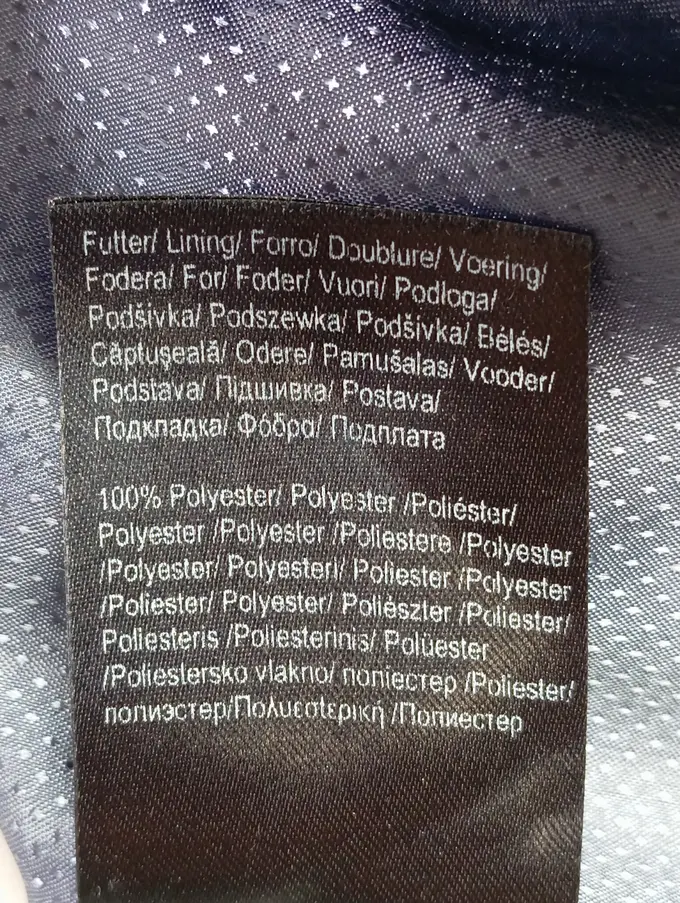 Futter/ Lining/ Forro/ Doublure/ Voering/
Fodera/ For/ Foder/ Vuori/ Podloga/
Podšívka/ Podszewka/ Podšívka/ Bélés/
Căptuşeală/ Odere/ Pamušalas/ Vooder/
Podstava/ Підшивка/ Postava/
Подкладка/ Φόδρα/ Подплата
100% Polyester/ Polyester /Poliéster/
Polyester /Polyester /Poliestere /Polyester
/Polyester/ Polyesteri/ Poliester /Polyester
/Poliester/ Polyester/ Poliészter /Poliester/
Poliesteris /Poliesterinis/ Polüester
/Poliestersko vlakno/ поліестер /Poliester/
полиэстер/Πολυεστερική /Полиестер